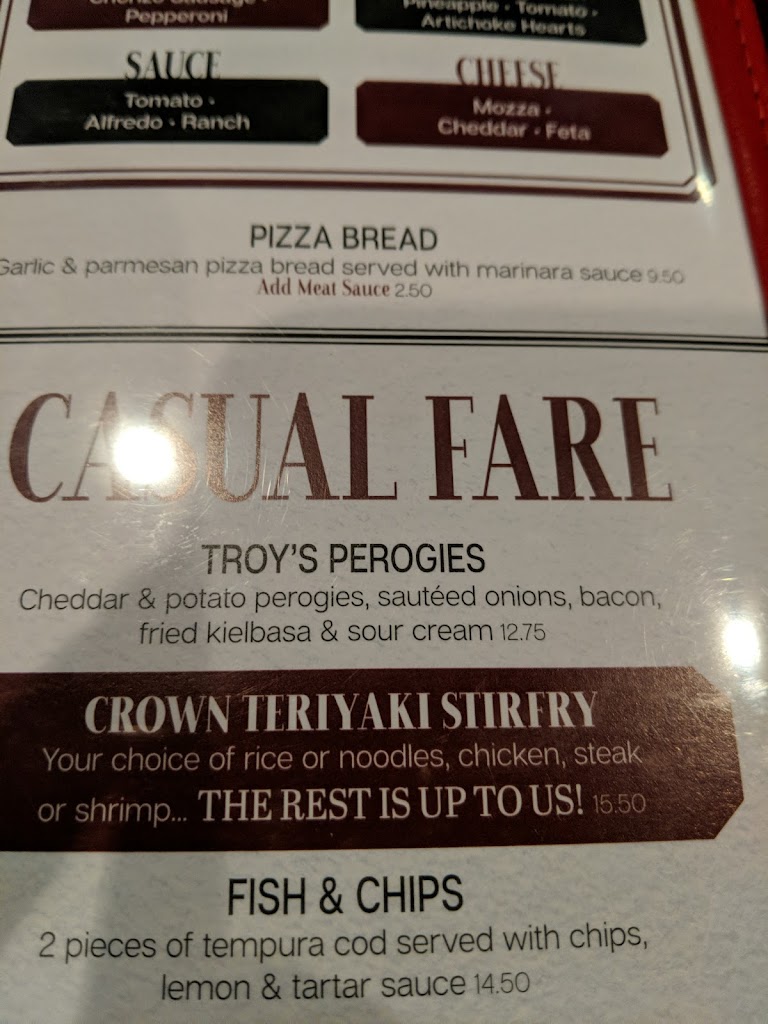 Chorizo Sausage •
Pepperoni
Pineapple • Tomato •
Artichoke Hearts
SAUCE
Tomato •
Alfredo • Ranch
CHEESE
Mozza •
Cheddar • Feta
PIZZA BREAD
Garlic & parmesan pizza bread served with marinara sauce 9.50
Add Meat Sauce 2.50
CASUAL FARE
TROY'S PEROGIES
Cheddar & potato perogies, sautéed onions, bacon,
fried kielbasa & sour cream 12.75
CROWN TERIYAKI STIRFRY
Your choice of rice or noodles, chicken, steak
or shrimp... THE REST IS UP TO US! 15.50
FISH & CHIPS
2 pieces of tempura cod served with chips,
lemon & tartar sauce 14.50